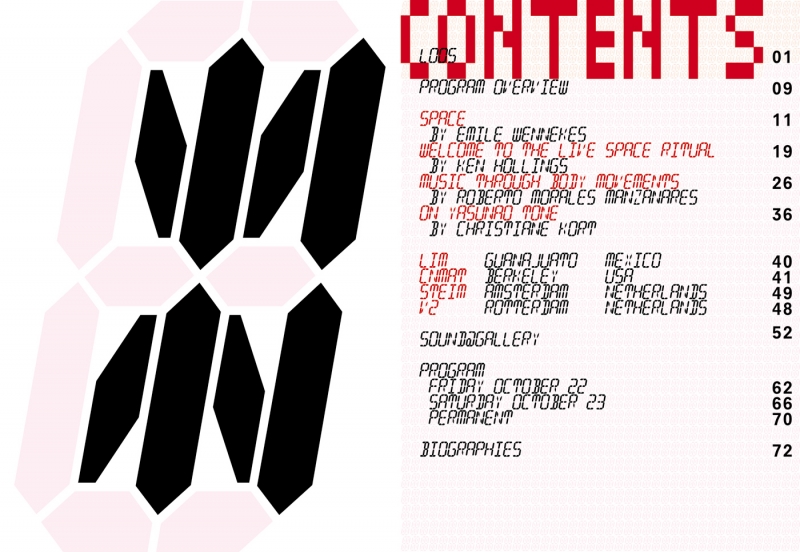 CONTENTS
LOOS 01
PROGRAM OVERVIEW 09
SPACE 11
BY EMILE WENNEKES
WELCOME TO THE LIVE SPACE RITUAL 19
BY KEN HOLLINGS
MUSIC THROUGH BODY MOVEMENTS 26
BY ROBERTO MORALES MANZANARES
ON YASUNAO TONE 36
BY CHRISTIANE KORT
LIM GUANAJUATO MEXICO 40
CNMAT BERKELEY USA 41
STEIM AMSTERDAM NETHERLANDS 49
V2 ROTTERDAM NETHERLANDS 48
SOUND@GALLERY 52
PROGRAM
FRIDAY OCTOBER 22 62
SATURDAY OCTOBER 23 66
PERMANENT 70
BIOGRAPHIES 72